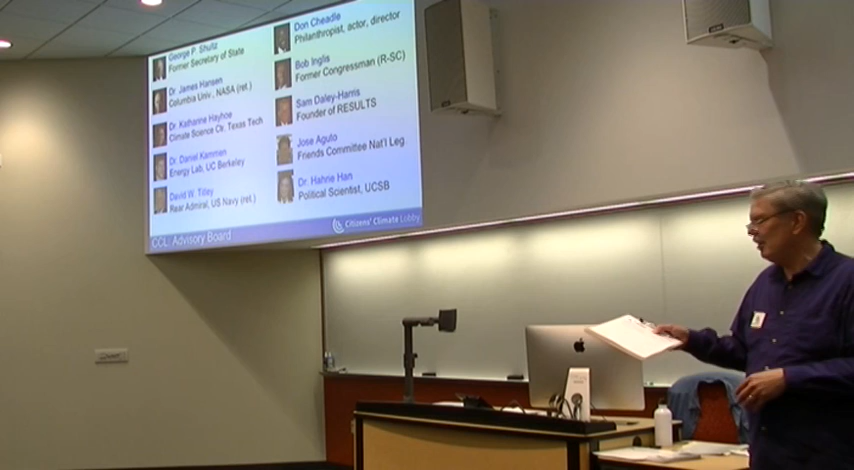 George P. Shultz
Former Secretary of State
Dr. James Hansen
Columbia Univ., NASA (ret.)
Dr. Katharine Hayhoe
Climate Science Ctr, Texas Tech
Dr. Daniel Kammen
Energy Lab, UC Berkeley
David W. Titley
Rear Admiral, US Navy (ret.)
Don Cheadle
Philanthropist, actor, director
Bob Inglis
Former Congressman (R-SC)
Sam Daley-Harris
Founder of RESULTS
Jose Aguto
Friends Committee Nat'l Leg.
Dr. Hahrie Han
Political Scientist, UCSB
CCL Advisory Board
Citizens' Climate Lobby